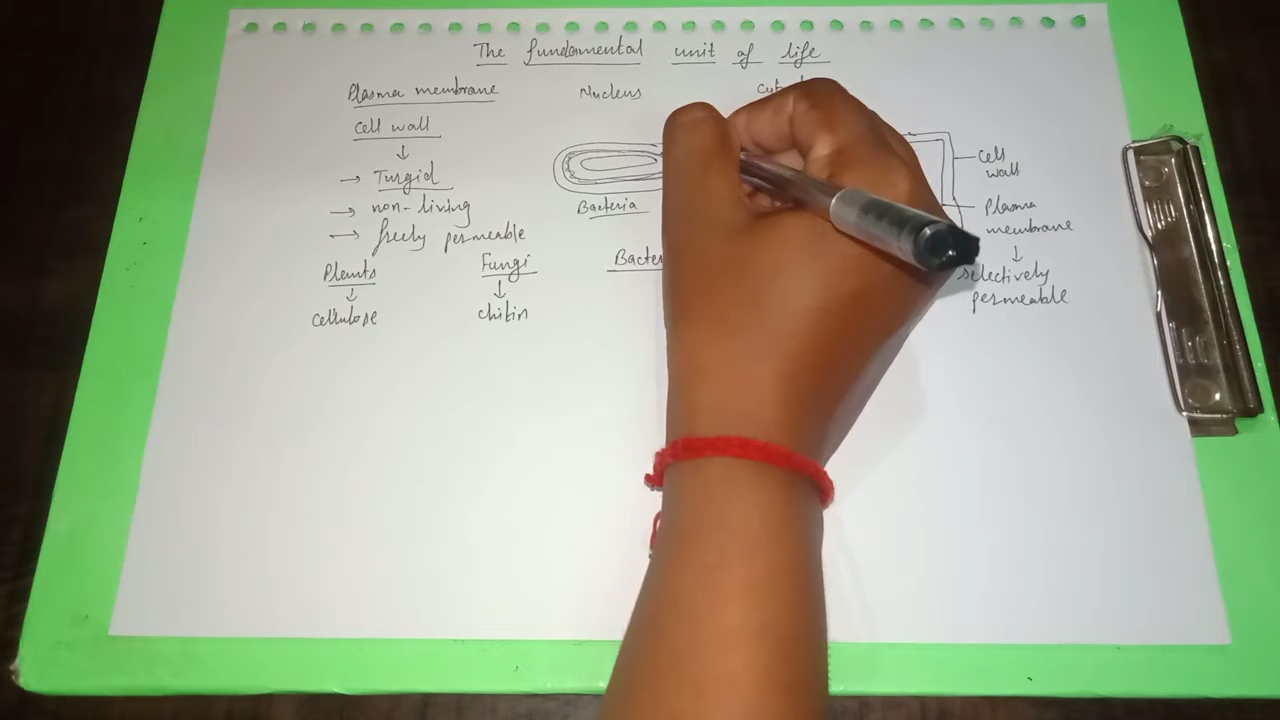 The fundamental unit of life
Plasma membrane
Nucleus
Cell wall
↓
→ Turgid
→ non-living
→ freely permeable
Plants
↓
cellulose
Fungi
↓
chitin
Bacteria
Cell
wall
Plasma
membrane
↓
selectively
permeable